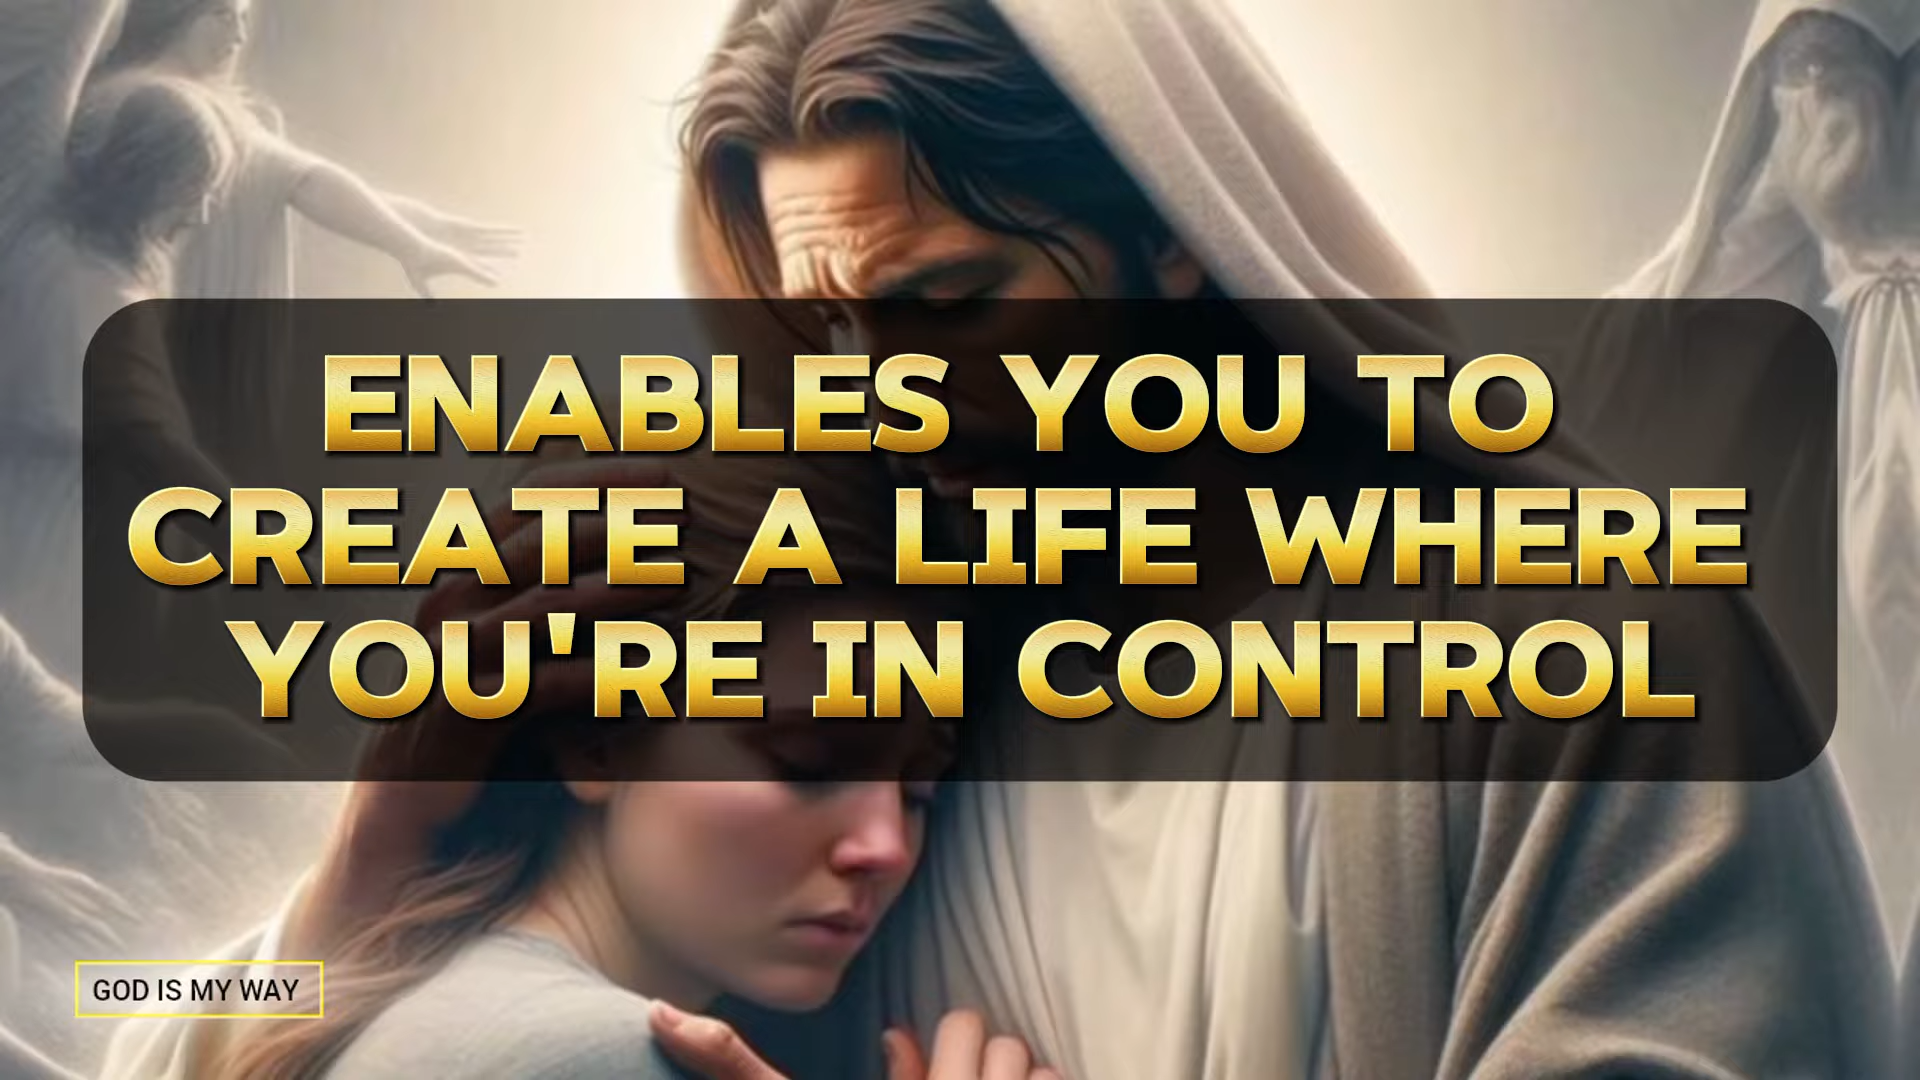 ENABLES YOU TO
CREATE A LIFE WHERE
YOU'RE IN CONTROL
GOD IS MY WAY